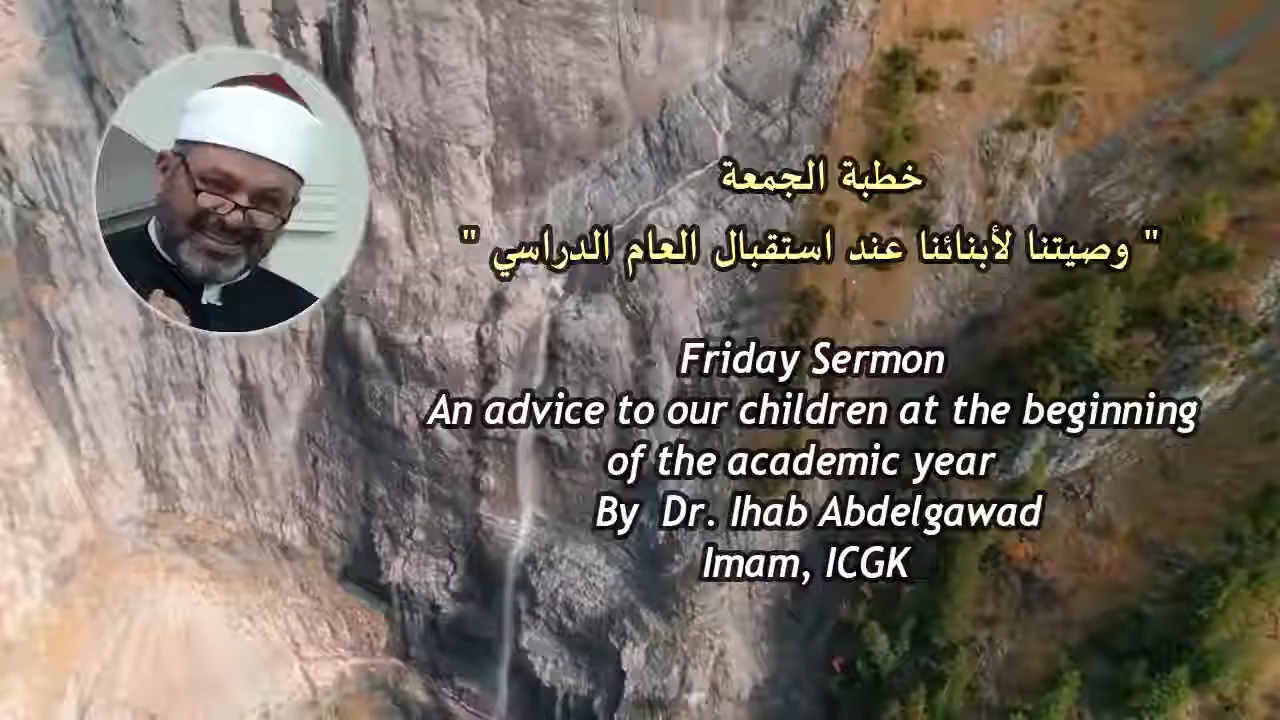 خطبة الجمعة
" وصيتنا لأبنائنا عند استقبال العام الدراسي "
Friday Sermon
An advice to our children at the beginning
of the academic year
By Dr. Ihab Abdelgawad
Imam, ICGK